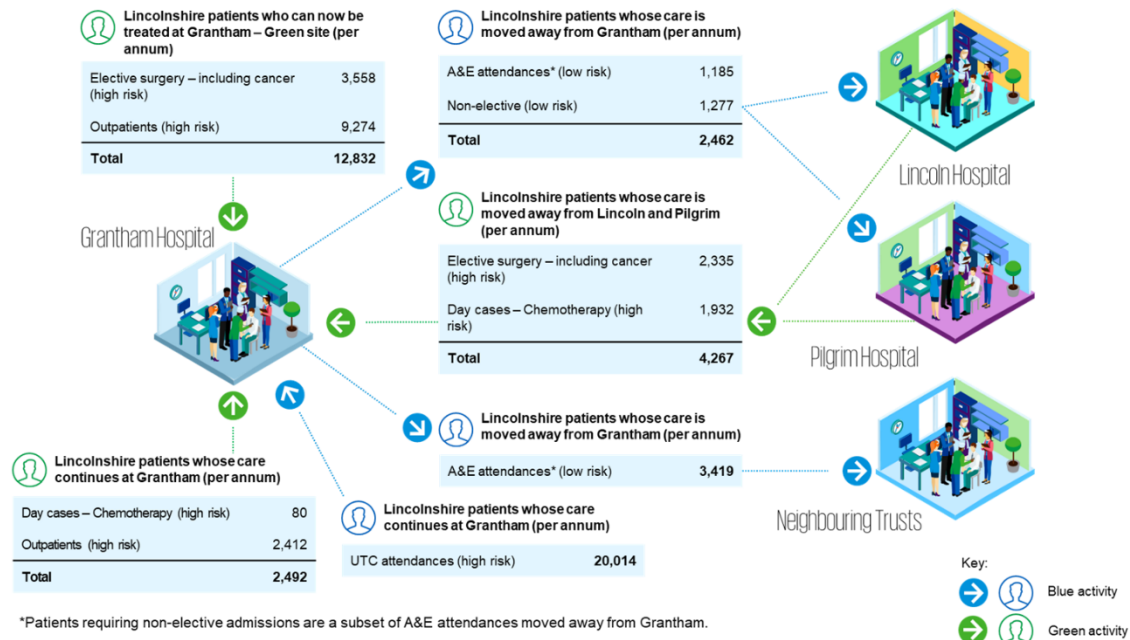 Lincolnshire patients who can now be
treated at Grantham – Green site (per
annum)
Elective surgery – including cancer 3,558
(high risk)
Outpatients (high risk) 9,274
Total 12,832
Lincolnshire patients whose care is
moved away from Grantham (per annum)
A&E attendances* (low risk) 1,185
Non-elective (low risk) 1,277
Total 2,462
Lincoln Hospital
Grantham Hospital
Lincolnshire patients whose care is
moved away from Lincoln and Pilgrim
(per annum)
Elective surgery – including cancer 2,335
(high risk)
Day cases – Chemotherapy (high 1,932
risk)
Total 4,267
Pilgrim Hospital
Lincolnshire patients whose care is
moved away from Grantham (per annum)
A&E attendances* (low risk) 3,419
Neighbouring Trusts
Lincolnshire patients whose care
continues at Grantham (per annum)
Day cases – Chemotherapy (high risk) 80
Outpatients (high risk) 2,412
Total 2,492
Lincolnshire patients whose care
continues at Grantham (per annum)
UTC attendances (high risk) 20,014
Key:
Blue activity
Green activity
*Patients requiring non-elective admissions are a subset of A&E attendances moved away from Grantham.